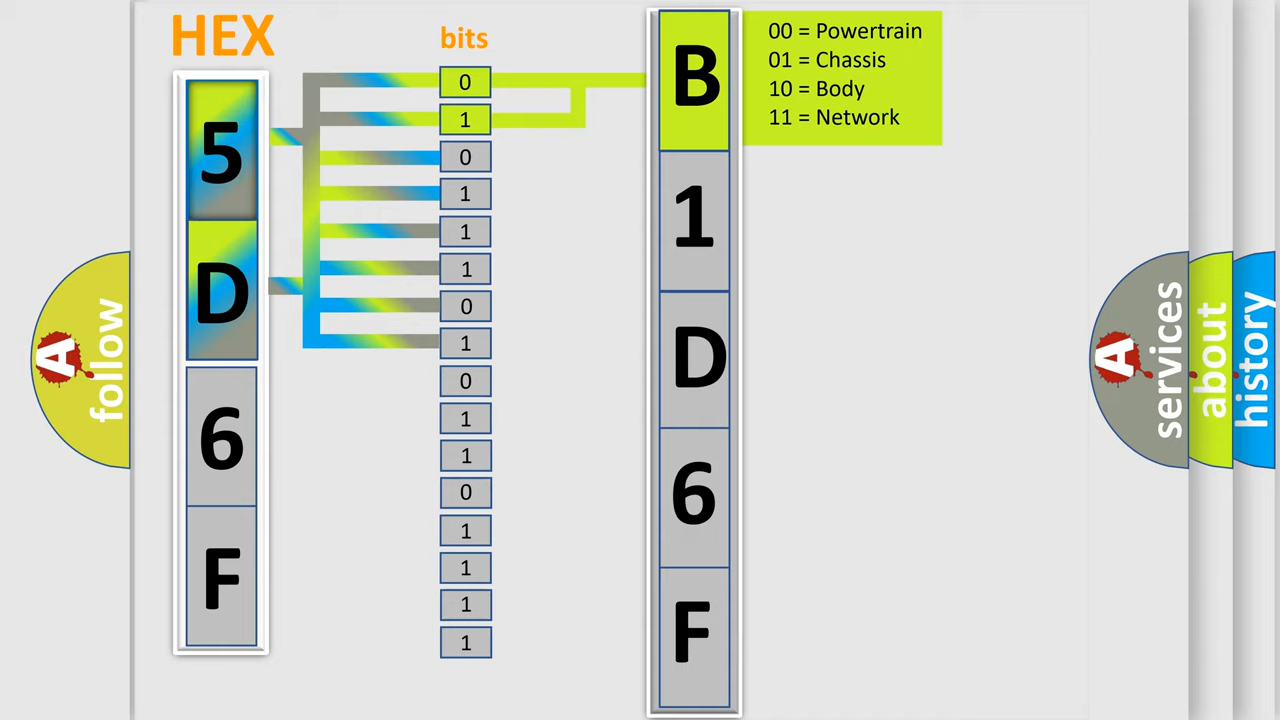 HEX
bits
5
D
6
F
0
1
0
1
1
1
0
1
0
1
1
0
1
1
1
1
B
1
D
6
F
00 = Powertrain
01 = Chassis
10 = Body
11 = Network
A
follow
A
services
about
history